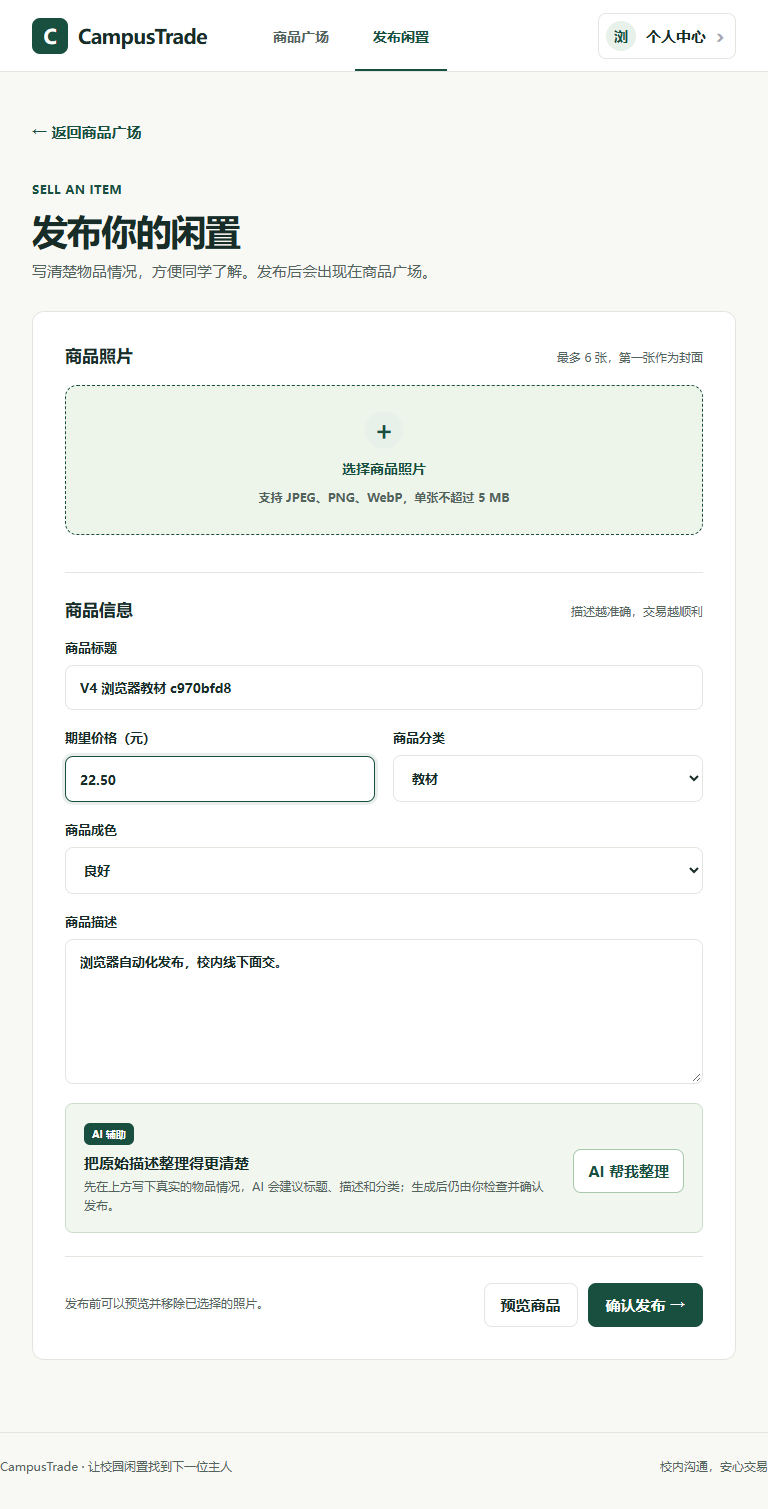 C CampusTrade 商品广场 发布闲置 浏 个人中心 ›
← 返回商品广场
SELL AN ITEM
发布你的闲置
写清楚物品情况，方便同学了解。发布后会出现在商品广场。
商品照片 最多 6 张，第一张作为封面
+
选择商品照片
支持 JPEG、PNG、WebP，单张不超过 5 MB
商品信息 描述越准确，交易越顺利
商品标题
V4 浏览器教材 c970bfd8
期望价格（元） 商品分类
22.50 教材
商品成色
良好
商品描述
浏览器自动化发布，校内线下面交。
AI 辅助
把原始描述整理得更清楚
先在上方写下真实的物品情况，AI 会建议标题、描述和分类；生成后仍由你检查并确认
发布。
AI 帮我整理
发布前可以预览并移除已选择的照片。 预览商品 确认发布 →
CampusTrade · 让校园闲置找到下一位主人 校内沟通，安心交易